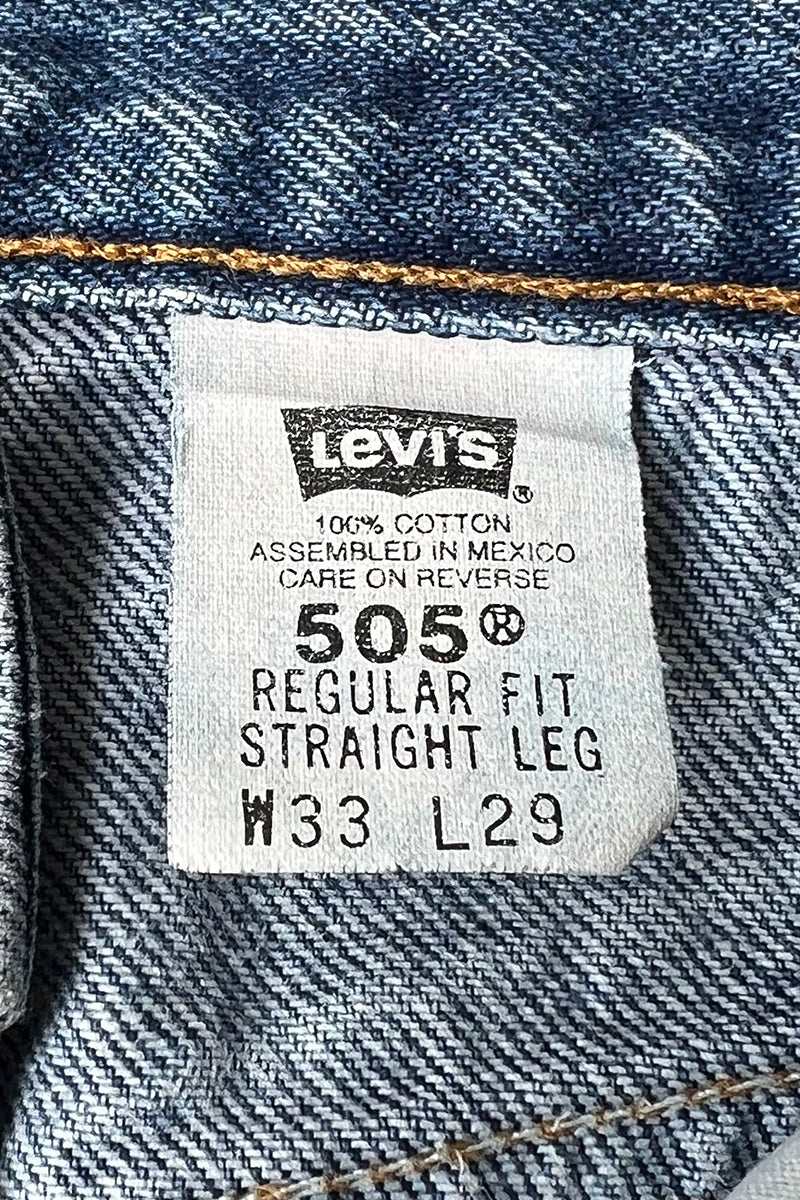 Levi's ®
100% COTTON
ASSEMBLED IN MEXICO
CARE ON REVERSE
505®
REGULAR FIT
STRAIGHT LEG
W33 L29